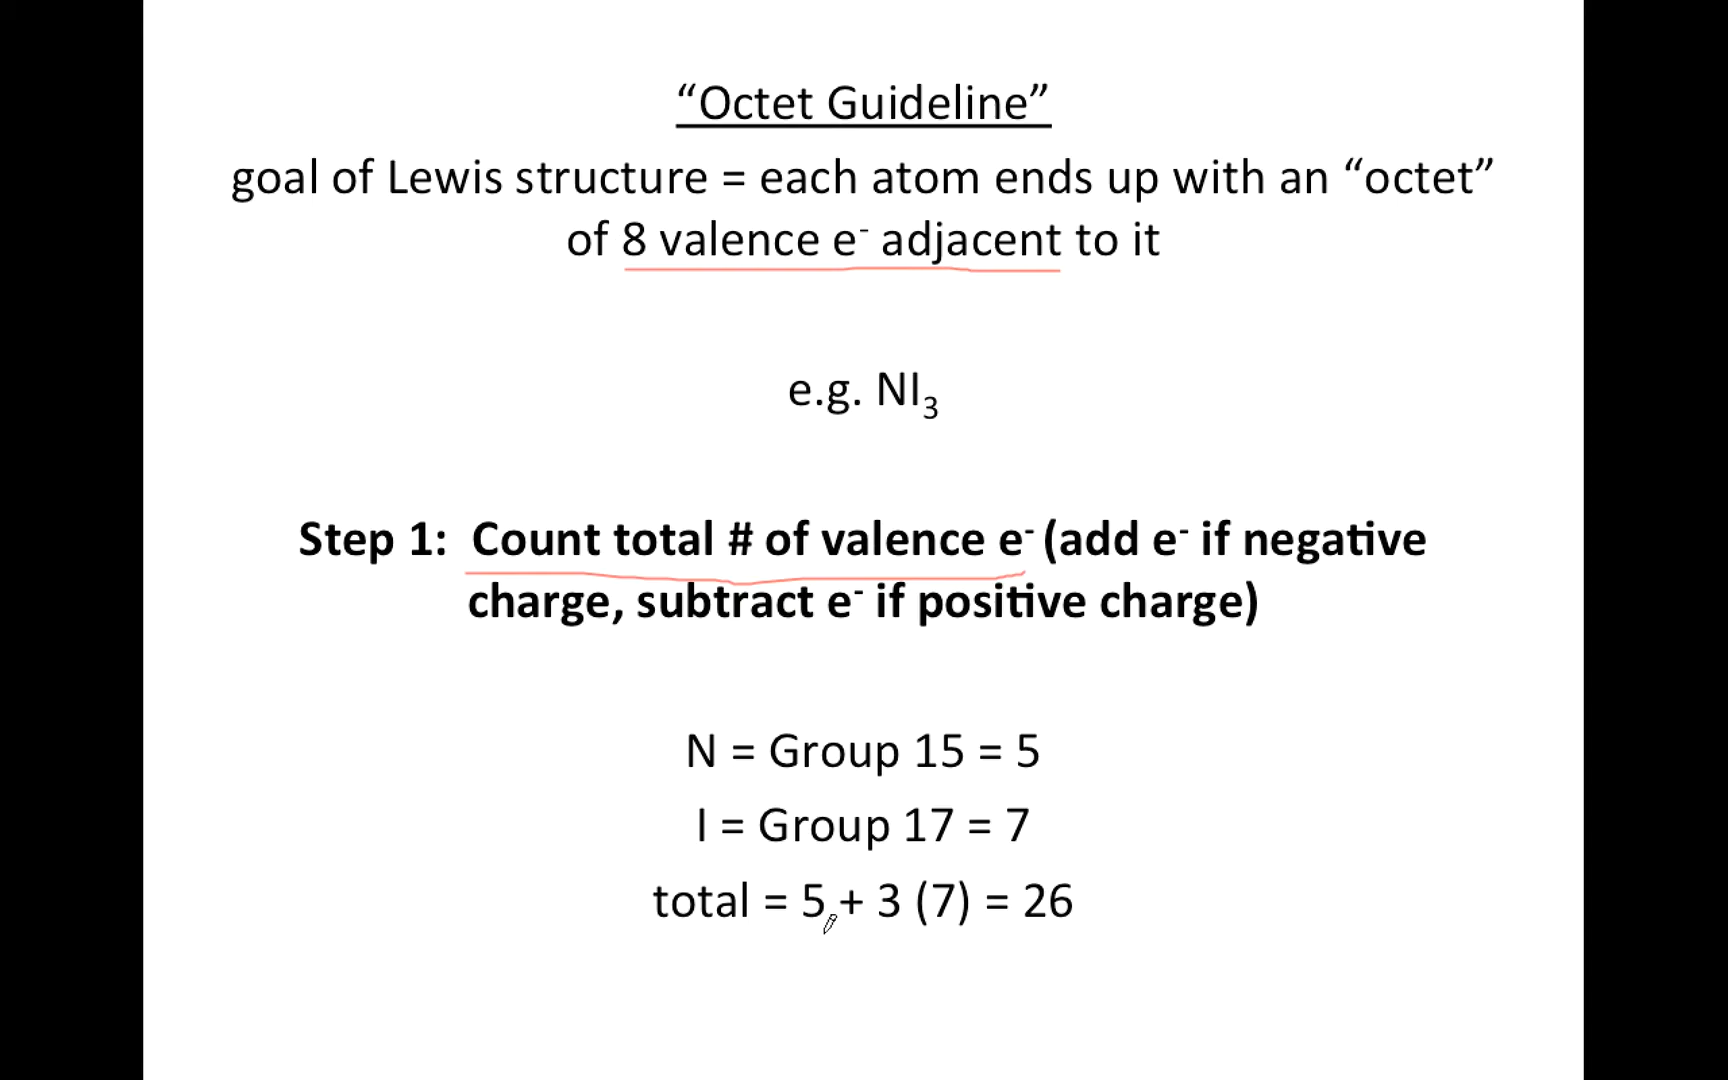 “Octet Guideline”
goal of Lewis structure = each atom ends up with an “octet”
of 8 valence e⁻ adjacent to it
e.g. NI₃
Step 1:  Count total # of valence e⁻ (add e⁻ if negative
charge, subtract e⁻ if positive charge)
N = Group 15 = 5
I = Group 17 = 7
total = 5 + 3 (7) = 26